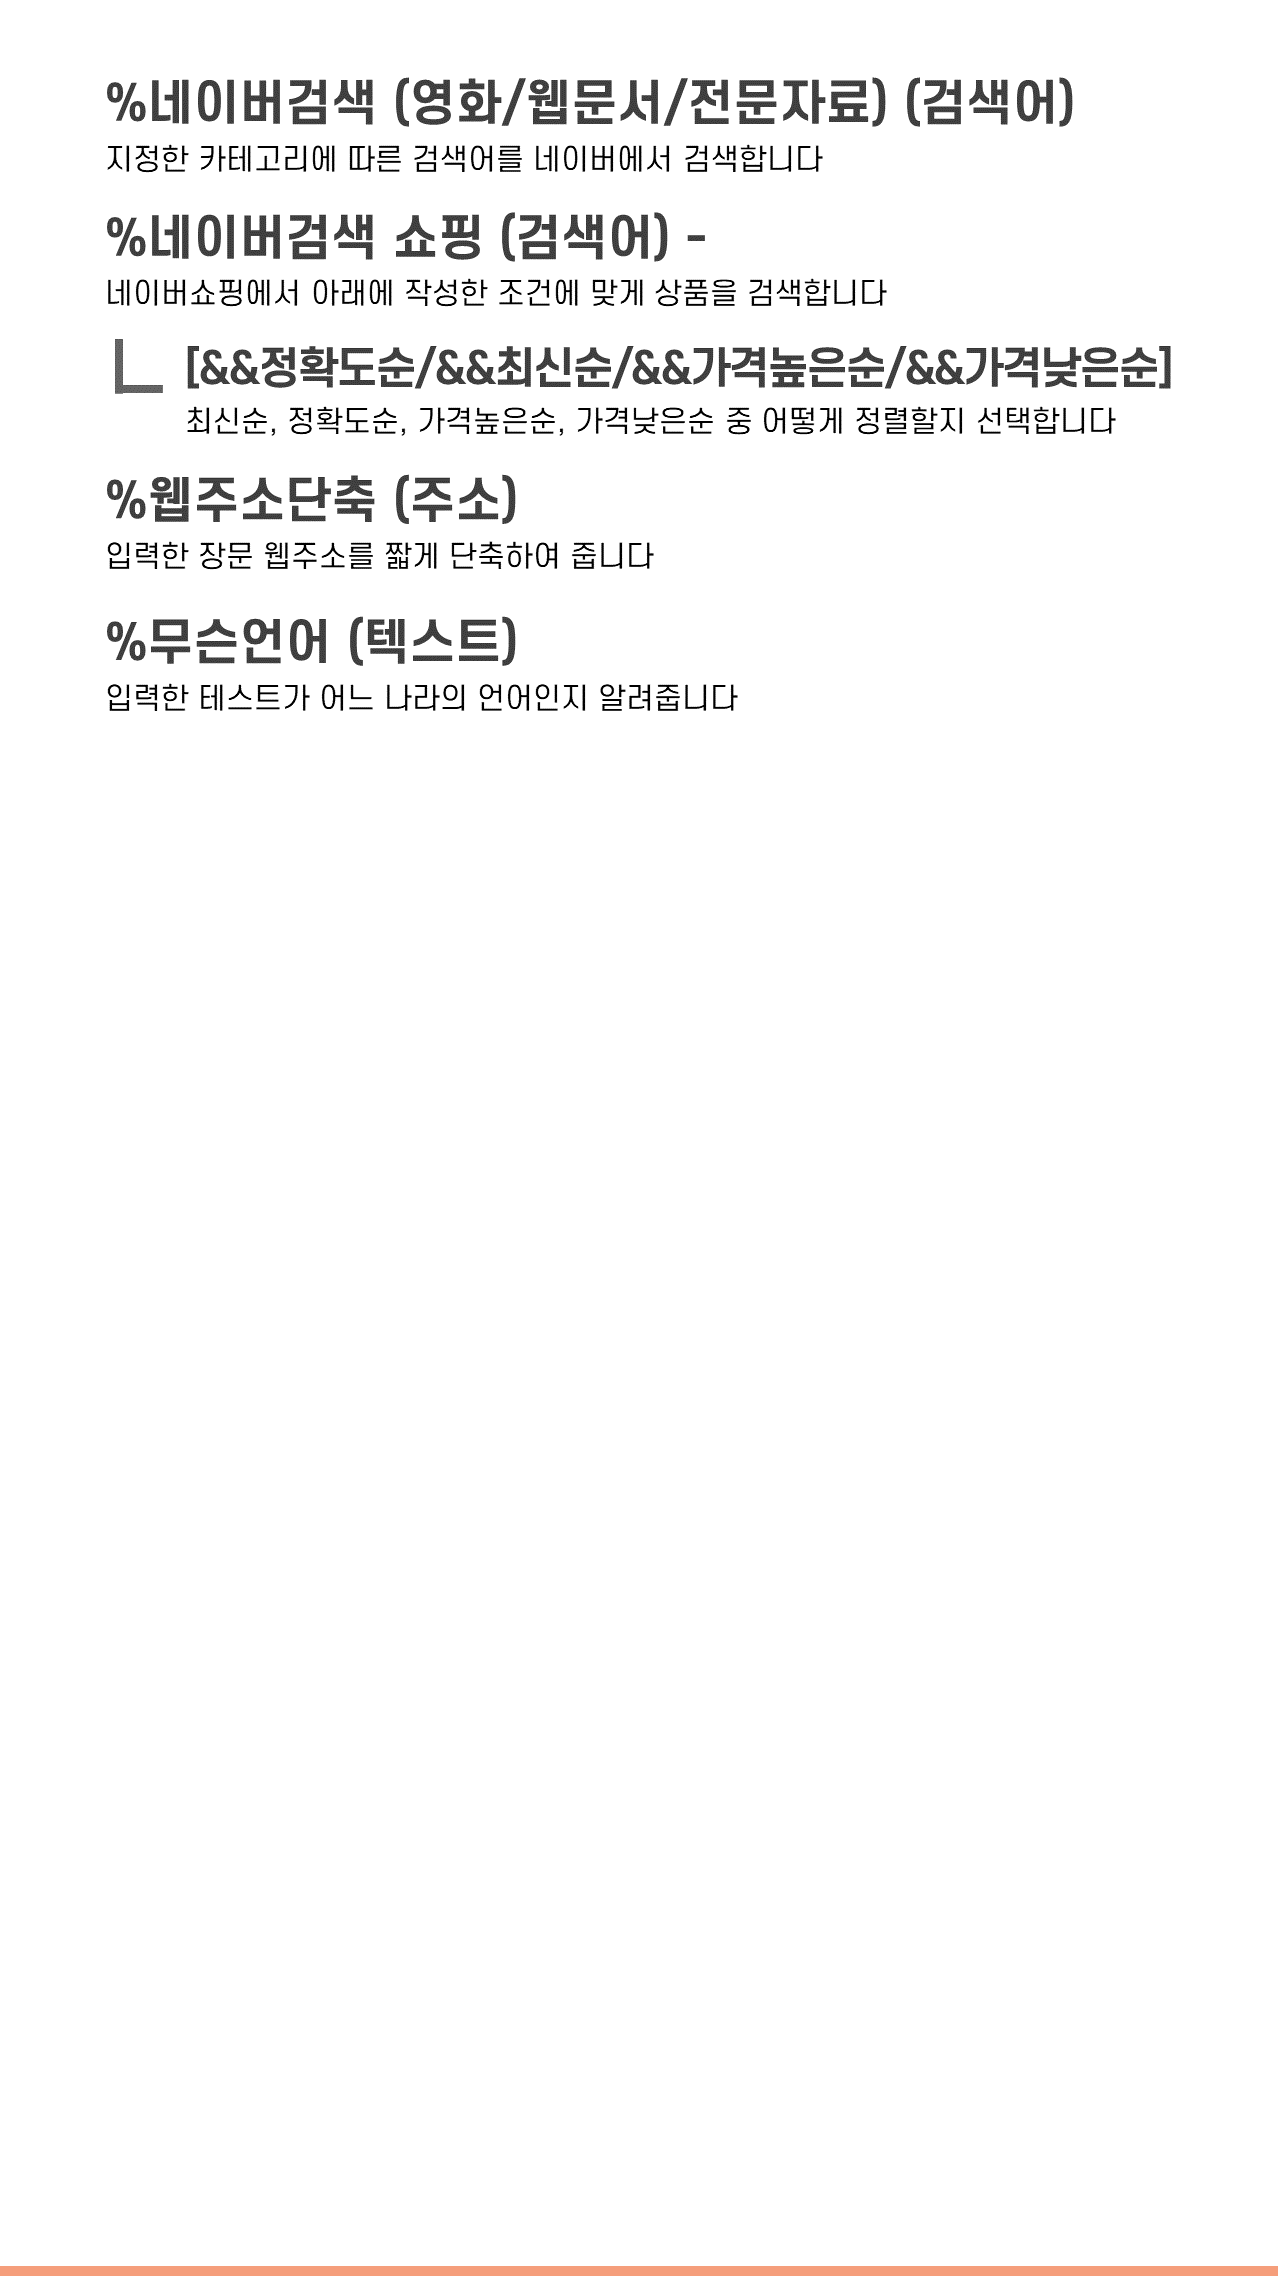 %네이버검색 (영화/웹문서/전문자료) (검색어)
지정한 카테고리에 따른 검색어를 네이버에서 검색합니다
%네이버검색 쇼핑 (검색어) -
네이버쇼핑에서 아래에 작성한 조건에 맞게 상품을 검색합니다
[&&정확도순/&&최신순/&&가격높은순/&&가격낮은순]
최신순, 정확도순, 가격높은순, 가격낮은순 중 어떻게 정렬할지 선택합니다
%웹주소단축 (주소)
입력한 장문 웹주소를 짧게 단축하여 줍니다
%무슨언어 (텍스트)
입력한 테스트가 어느 나라의 언어인지 알려줍니다